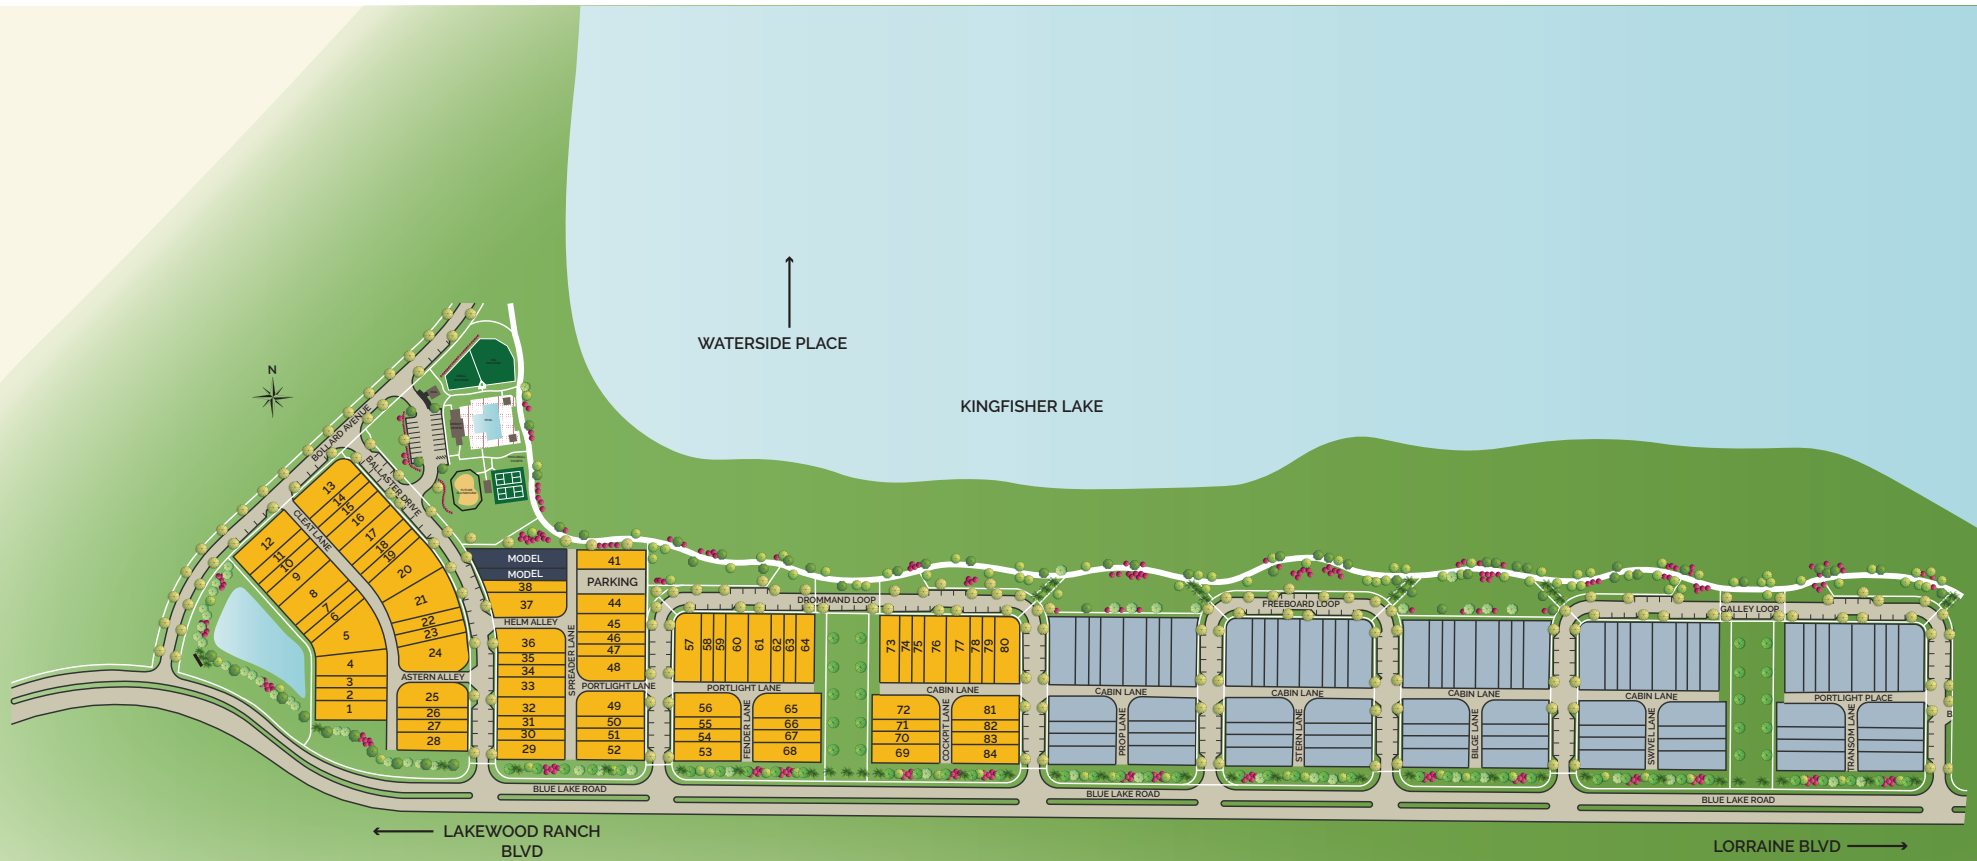 WATERSIDE PLACE
KINGFISHER LAKE
N
BOLLARD AVENUE
BALLASTER DRIVE
CLEAT LANE
13
14
15
16
17
18
19
20
21
22
23
24
12
11
10
9
8
7
6
5
4
3
2
1
ASTERN ALLEY
25
26
27
28
MODEL
MODEL
38
37
HELM ALLEY
36
35
34
33
32
31
30
29
SPREADER LANE
41
PARKING
44
45
46
47
48
PORTLIGHT LANE
49
50
51
52
DROMMAND LOOP
57
58
59
60
61
62
63
64
PORTLIGHT LANE
56
55
54
53
FENDER LANE
65
66
67
68
73
74
75
76
77
78
79
80
CABIN LANE
72
71
70
69
COCKPIT LANE
81
82
83
84
CABIN LANE
PROP LANE
FREEBOARD LOOP
CABIN LANE
STERN LANE
CABIN LANE
BILGE LANE
GALLEY LOOP
CABIN LANE
SWIVEL LANE
PORTLIGHT PLACE
TRANSOM LANE
B
BLUE LAKE ROAD
BLUE LAKE ROAD
BLUE LAKE ROAD
LAKEWOOD RANCH
BLVD
LORRAINE BLVD